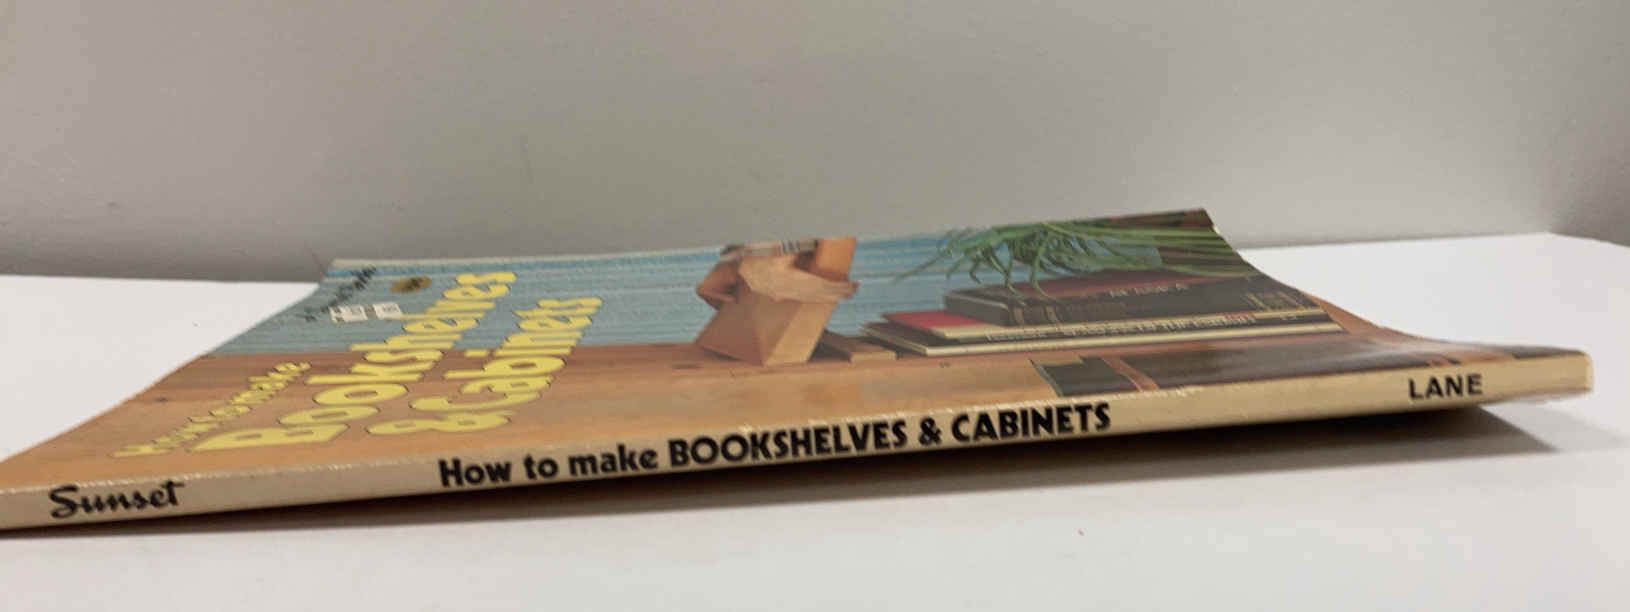 How to make
Bookshelves
& Cabinets
Sunset
How to make BOOKSHELVES & CABINETS
LANE